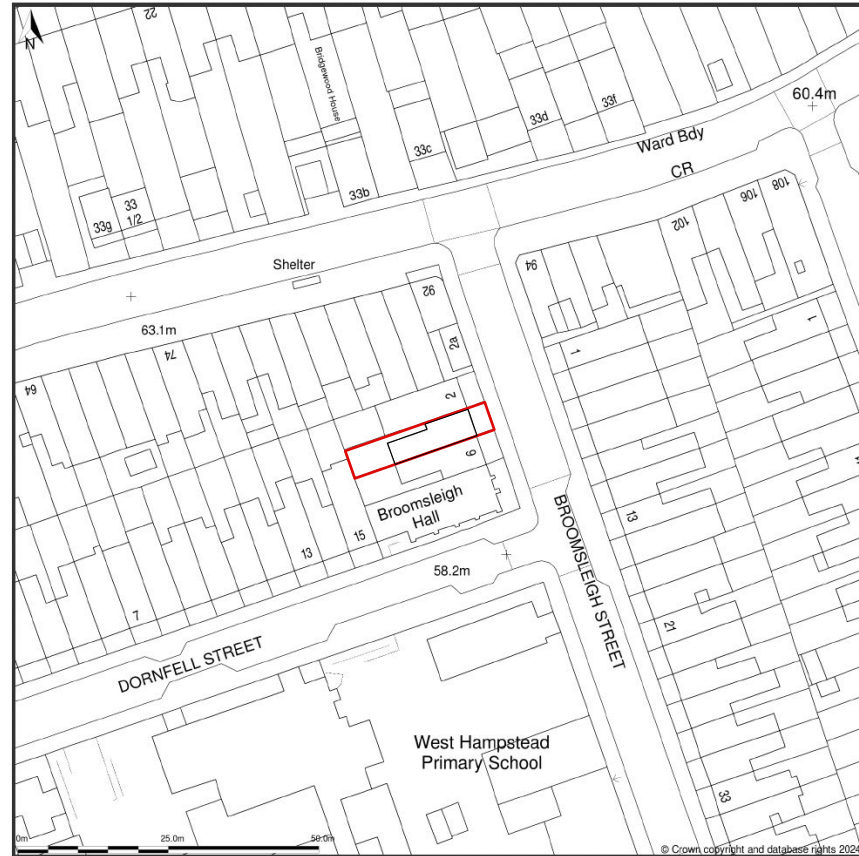 22
N
Bridgewood House
60.4m
33f
33d
Ward Bdy
33c
CR
33b
108
106
33
1/2
33g
102
Shelter
94
92
63.1m
74
2a
1
1
64
2
6
Broomsleigh
Hall
BROOMSLEIGH STREET
13
15
13
58.2m
7
21
DORNFELL STREET
West Hampstead
Primary School
33
0m
25.0m
50.0m
© Crown copyright and database rights 2024